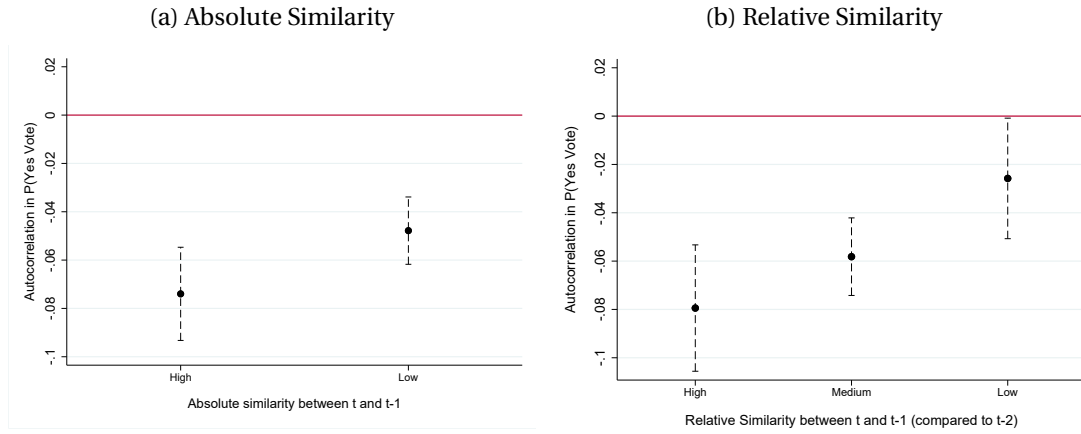 (a) Absolute Similarity
Autocorrelation in P(Yes Vote)
.02
0
-.02
-.04
-.06
-.08
-.1
High
Low
Absolute similarity between t and t-1
(b) Relative Similarity
Autocorrelation in P(Yes Vote)
.02
0
-.02
-.04
-.06
-.08
-.1
High
Medium
Low
Relative Similarity between t and t-1 (compared to t-2)